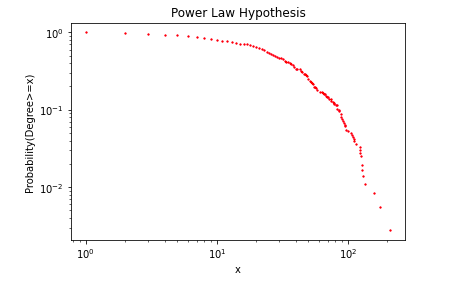 Power Law Hypothesis
Probability(Degree>=x)
10⁰
10⁻¹
10⁻²
10⁰
10¹
10²
x